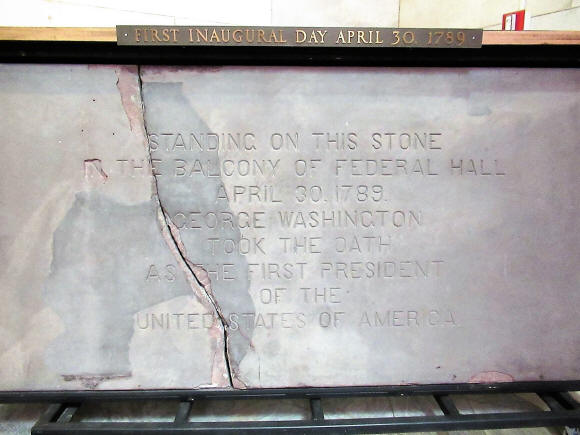 · FIRST INAUGURAL DAY APRIL 30. 1789 ·
STANDING ON THIS STONE
IN THE BALCONY OF FEDERAL HALL
APRIL 30. 1789.
GEORGE WASHINGTON
TOOK THE OATH
AS THE FIRST PRESIDENT
OF THE
UNITED STATES OF AMERICA.